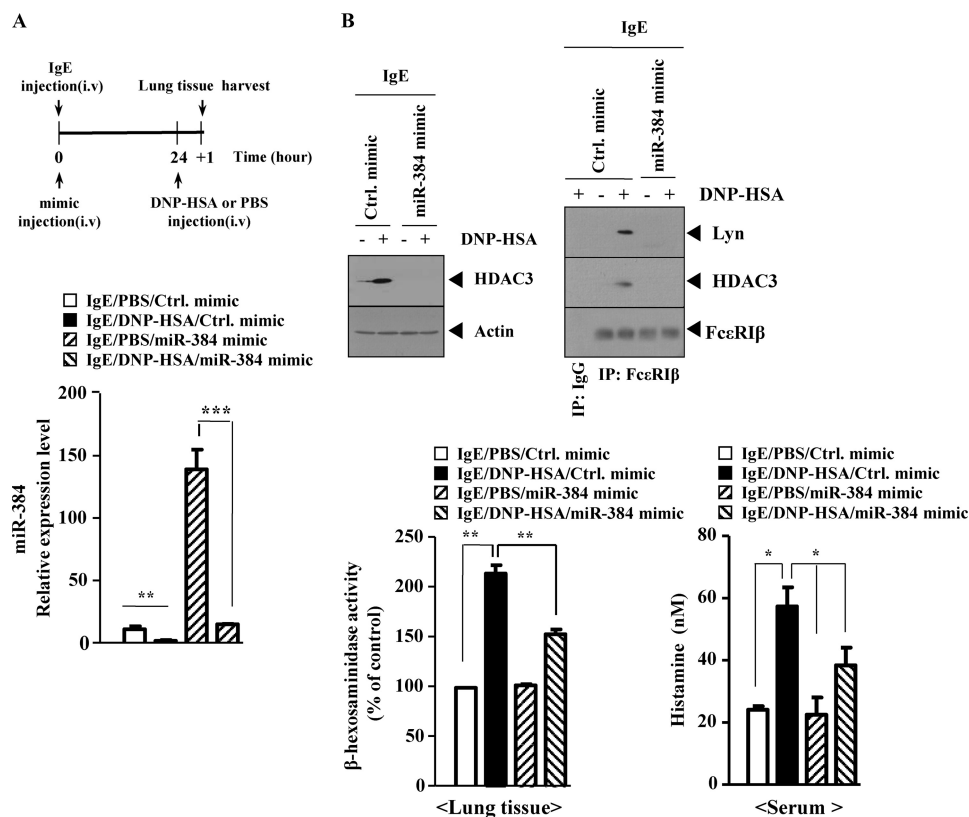 A
IgE
injection(i.v)
Lung tissue harvest
0
24
+1
Time (hour)
mimic
injection(i.v)
DNP-HSA or PBS
injection(i.v)
IgE/PBS/Ctrl. mimic
IgE/DNP-HSA/Ctrl. mimic
IgE/PBS/miR-384 mimic
IgE/DNP-HSA/miR-384 mimic
miR-384
Relative expression level
200
150
100
50
0
**
***
B
IgE
Ctrl. mimic
miR-384 mimic
- + - +
DNP-HSA
HDAC3
Actin
IgE
Ctrl. mimic
miR-384 mimic
+ - + - +
DNP-HSA
Lyn
HDAC3
FcεRIβ
IP: IgG
IP: FcεRIβ
IgE/PBS/Ctrl. mimic
IgE/DNP-HSA/Ctrl. mimic
IgE/PBS/miR-384 mimic
IgE/DNP-HSA/miR-384 mimic
β-hexosaminidase activity
(% of control)
250
200
150
100
50
0
**
**
<Lung tissue>
IgE/PBS/Ctrl. mimic
IgE/DNP-HSA/Ctrl. mimic
IgE/PBS/miR-384 mimic
IgE/DNP-HSA/miR-384 mimic
Histamine (nM)
80
60
40
20
0
*
*
<Serum >